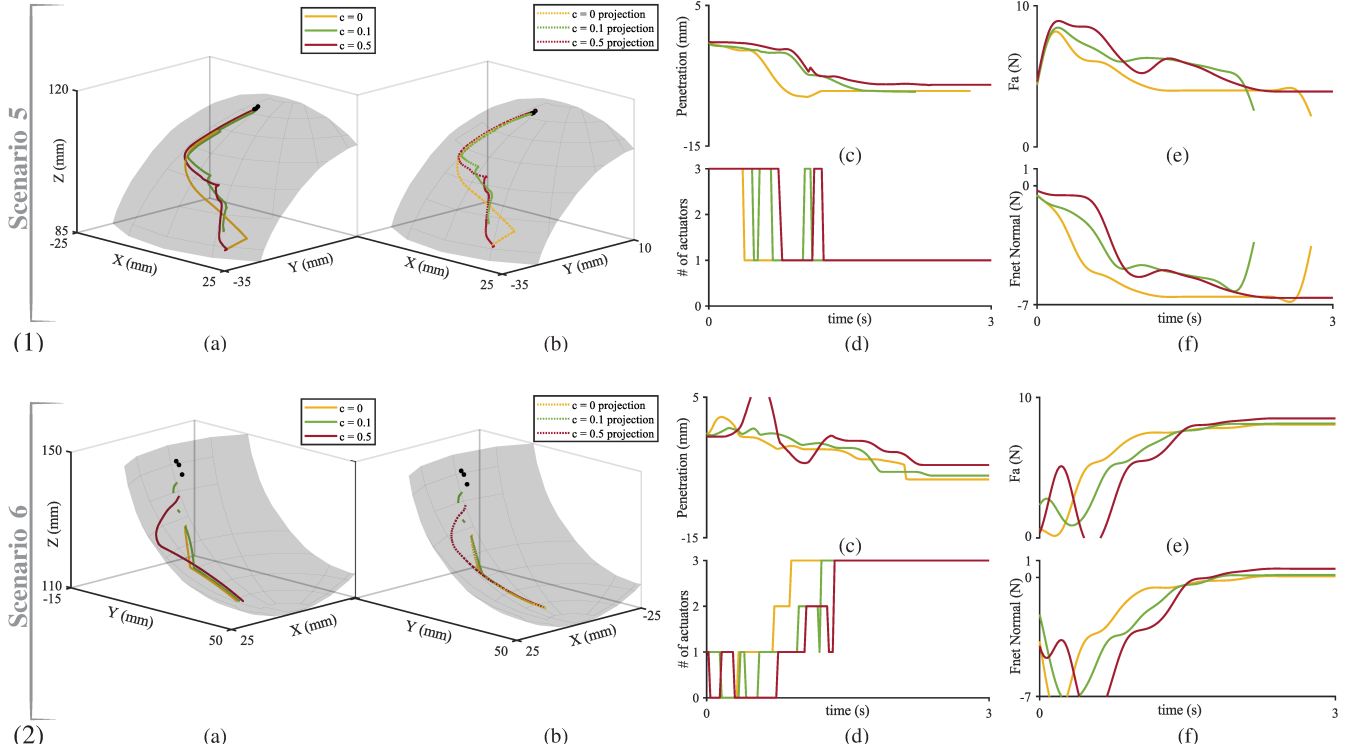 Scenario 5
c = 0
c = 0.1
c = 0.5
120
Z (mm)
85
-25
X (mm)
25
-35
Y (mm)
(1)
(a)
c = 0 projection
c = 0.1 projection
c = 0.5 projection
X (mm)
25
-35
Y (mm)
10
(b)
5
Penetration (mm)
-15
(c)
3
2
1
0
# of actuators
0
time (s)
3
(d)
10
Fa (N)
0
(e)
1
0
Fnet Normal (N)
-7
0
time (s)
3
(f)
Scenario 6
c = 0
c = 0.1
c = 0.5
150
Z (mm)
110
-15
Y (mm)
50
25
X (mm)
(2)
(a)
c = 0 projection
c = 0.1 projection
c = 0.5 projection
Y (mm)
50
25
X (mm)
-25
(b)
5
Penetration (mm)
-15
(c)
3
2
1
0
# of actuators
0
time (s)
3
(d)
10
Fa (N)
0
(e)
1
0
Fnet Normal (N)
-7
0
time (s)
3
(f)